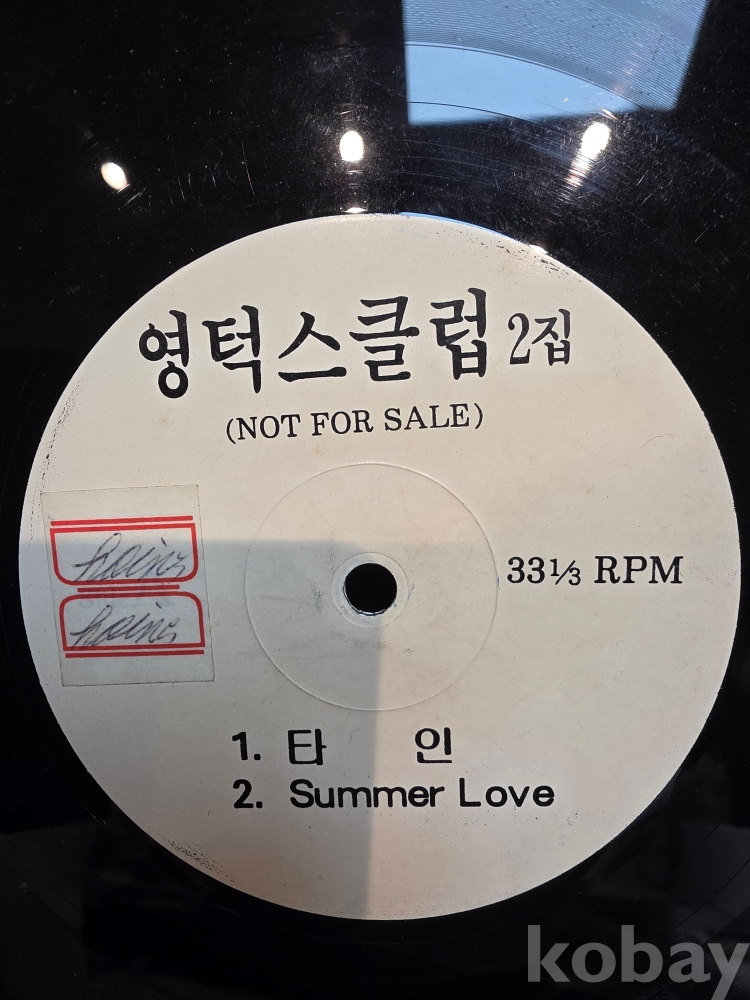 영턱스클럽 2집
(NOT FOR SALE)
33⅓ RPM
1. 타 인
2. Summer Love
kobay